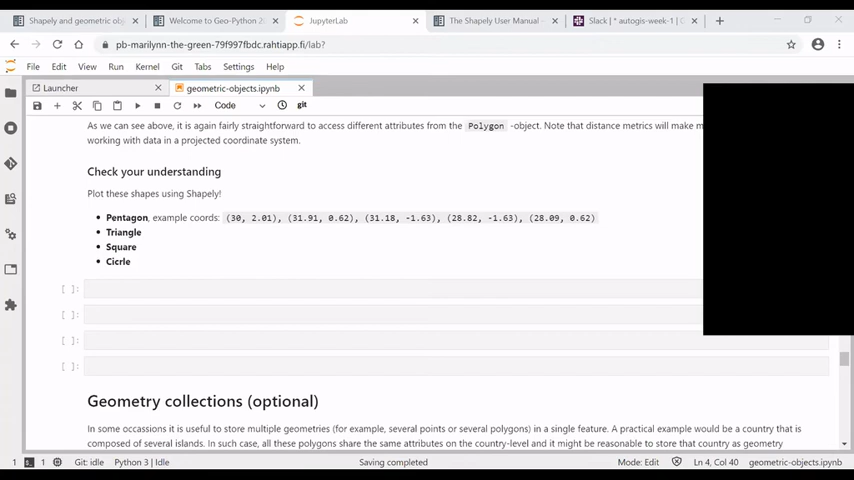 Shapely and geometric obj
Welcome to Geo-Python 20
JupyterLab
The Shapely User Manual —
Slack | * autogis-week-1 | C
pb-marilynn-the-green-79f997fbdc.rahtiapp.fi/lab?
File Edit View Run Kernel Git Tabs Settings Help
Launcher
geometric-objects.ipynb
Code
git
As we can see above, it is again fairly straightforward to access different attributes from the Polygon -object. Note that distance metrics will make m
working with data in a projected coordinate system.
Check your understanding
Plot these shapes using Shapely!
• Pentagon, example coords: (30, 2.01), (31.91, 0.62), (31.18, -1.63), (28.82, -1.63), (28.09, 0.62)
• Triangle
• Square
• Cicrle
[ ]:
[ ]:
[ ]:
[ ]:
Geometry collections (optional)
In some occassions it is useful to store multiple geometries (for example, several points or several polygons) in a single feature. A practical example would be a country that is
composed of several islands. In such case, all these polygons share the same attributes on the country-level and it might be reasonable to store that country as geometry
1 1 Git: idle Python 3 | Idle Saving completed Mode: Edit Ln 4, Col 40 geometric-objects.ipynb